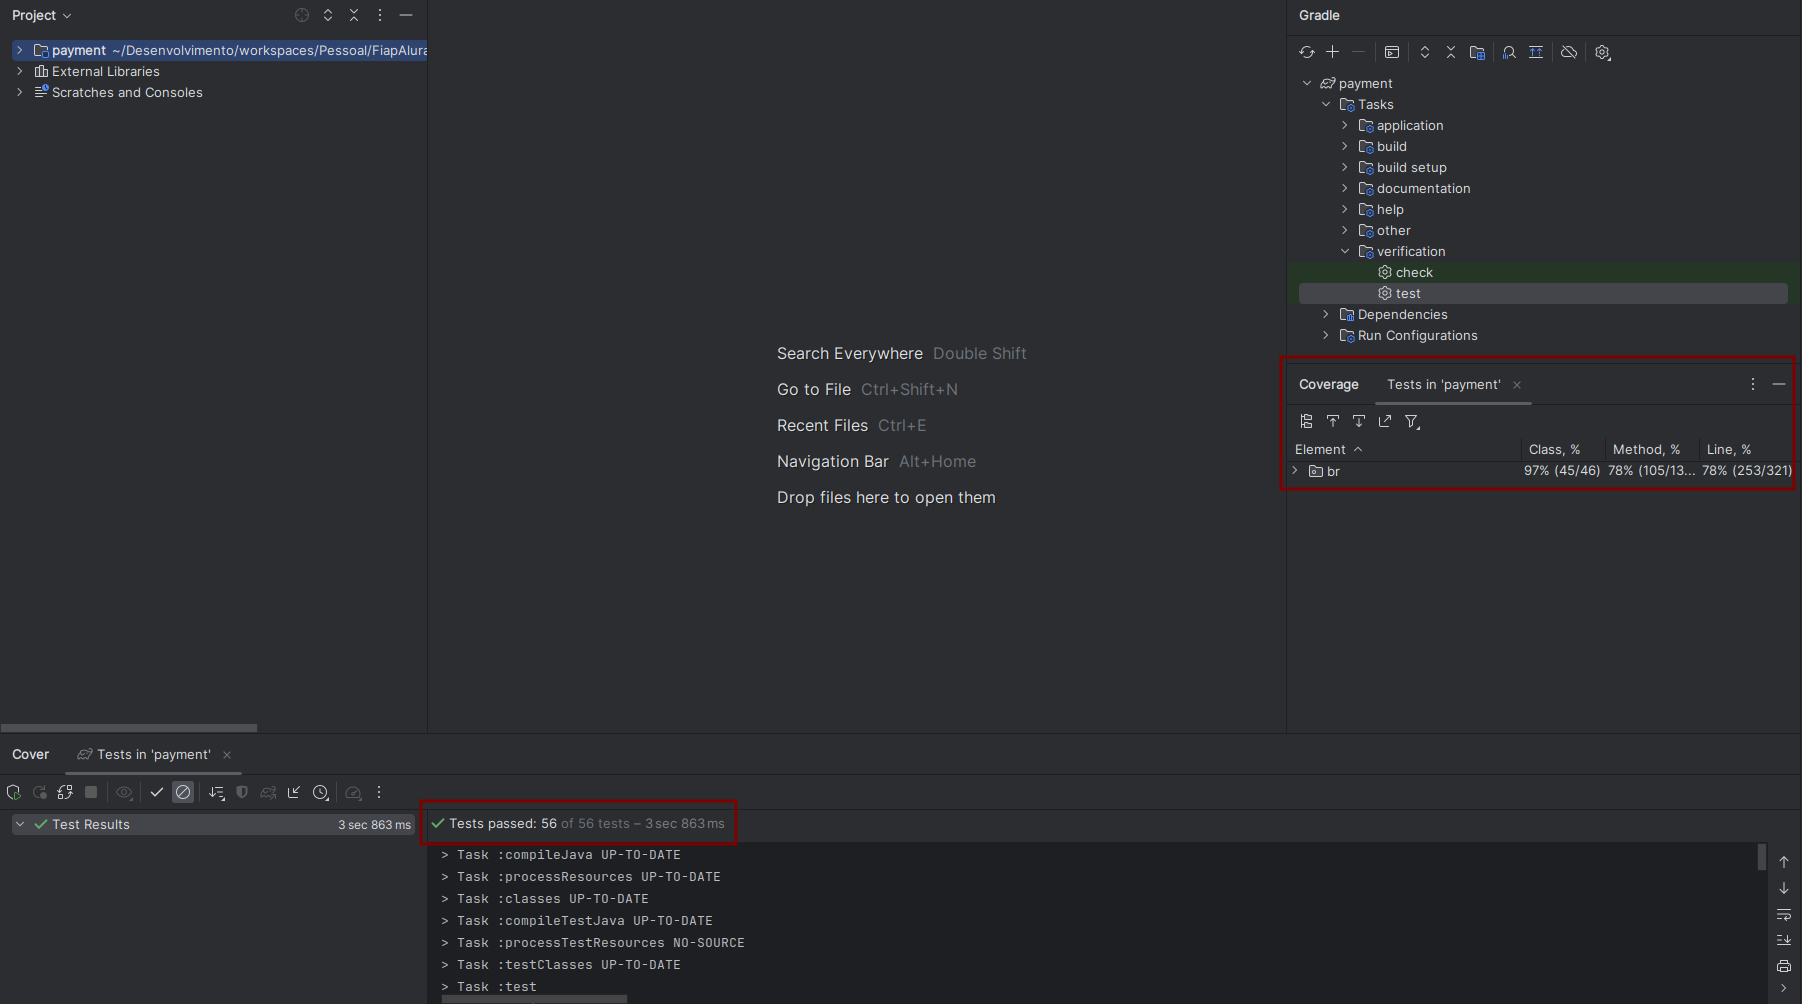 Project
payment ~/Desenvolvimento/workspaces/Pessoal/FiapAlura
External Libraries
Scratches and Consoles
Search Everywhere Double Shift
Go to File Ctrl+Shift+N
Recent Files Ctrl+E
Navigation Bar Alt+Home
Drop files here to open them
Gradle
payment
Tasks
application
build
build setup
documentation
help
other
verification
check
test
Dependencies
Run Configurations
Coverage Tests in 'payment'
Element Class, % Method, % Line, %
br 97% (45/46) 78% (105/13... 78% (253/321)
Cover Tests in 'payment'
Test Results 3 sec 863 ms
Tests passed: 56 of 56 tests – 3 sec 863 ms
> Task :compileJava UP-TO-DATE
> Task :processResources UP-TO-DATE
> Task :classes UP-TO-DATE
> Task :compileTestJava UP-TO-DATE
> Task :processTestResources NO-SOURCE
> Task :testClasses UP-TO-DATE
> Task :test